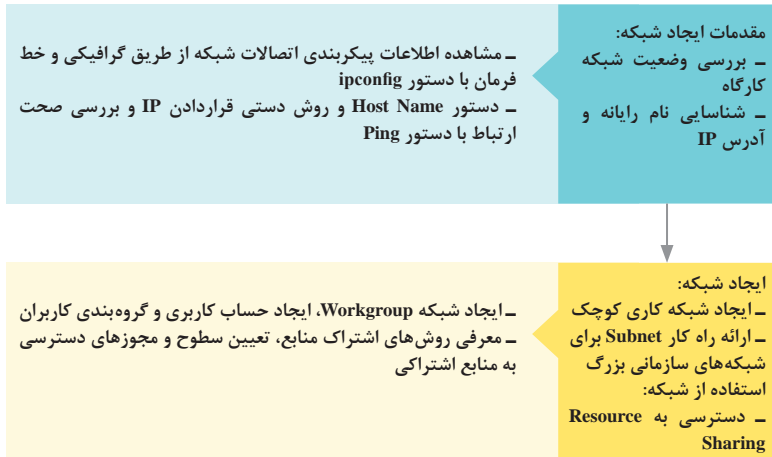 مقدمات ایجاد شبکه:
ـ بررسی وضعیت شبکه
کارگاه
ـ شناسایی نام رایانه و
آدرس IP
ـ مشاهده اطلاعات پیکربندی اتصالات شبکه از طریق گرافیکی و خط
فرمان با دستور ipconfig
ـ دستور Host Name و روش دستی قراردادن IP و بررسی صحت
ارتباط با دستور Ping
ایجاد شبکه:
ـ ایجاد شبکه کاری کوچک
ـ ارائه راه کار Subnet برای
شبکه‌های سازمانی بزرگ
استفاده از شبکه:
ـ دسترسی به Resource
Sharing
ـ ایجاد شبکه Workgroup، ایجاد حساب کاربری و گروه‌بندی کاربران
ـ معرفی روش‌های اشتراک منابع، تعیین سطوح و مجوزهای دسترسی
به منابع اشتراکی